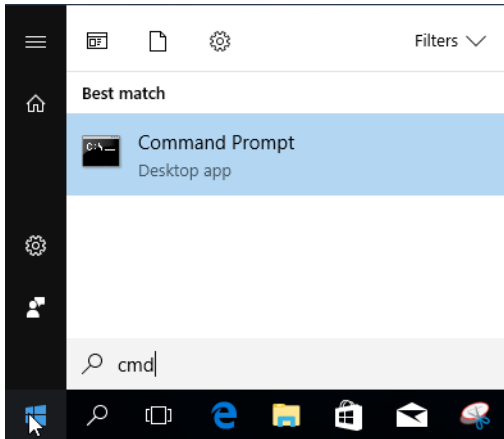 Filters
Best match
C:\_
Command Prompt
Desktop app
cmd